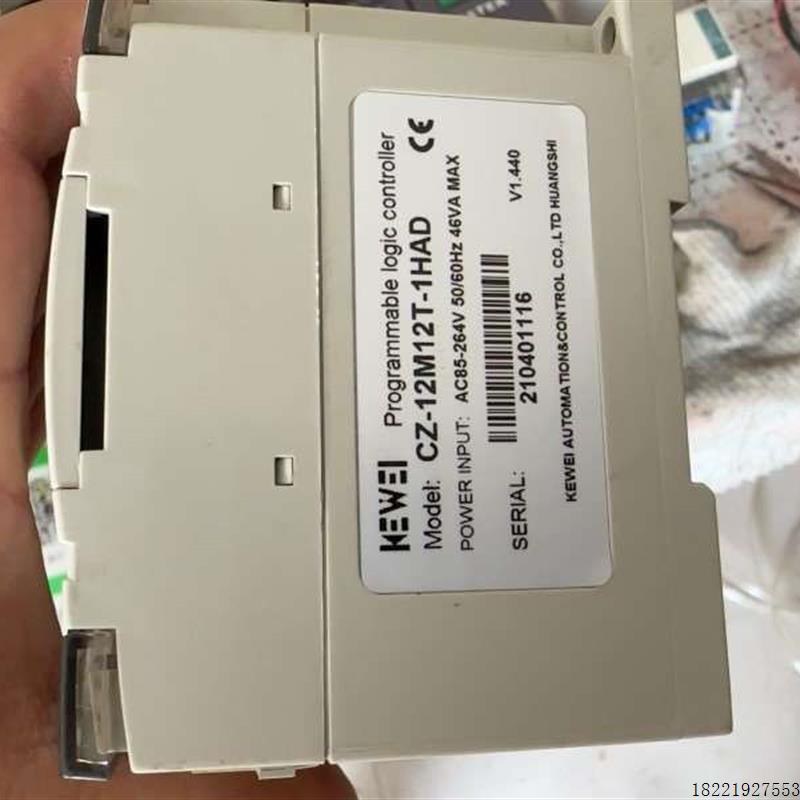 KEWEI Programmable logic controller CE
Model: CZ-12M12T-1HAD
POWER INPUT: AC85-264V 50/60Hz 46VA MAX
V1.440
SERIAL: 210401116
KEWEI AUTOMATION&CONTROL CO.,LTD HUANGSHI
18221927553